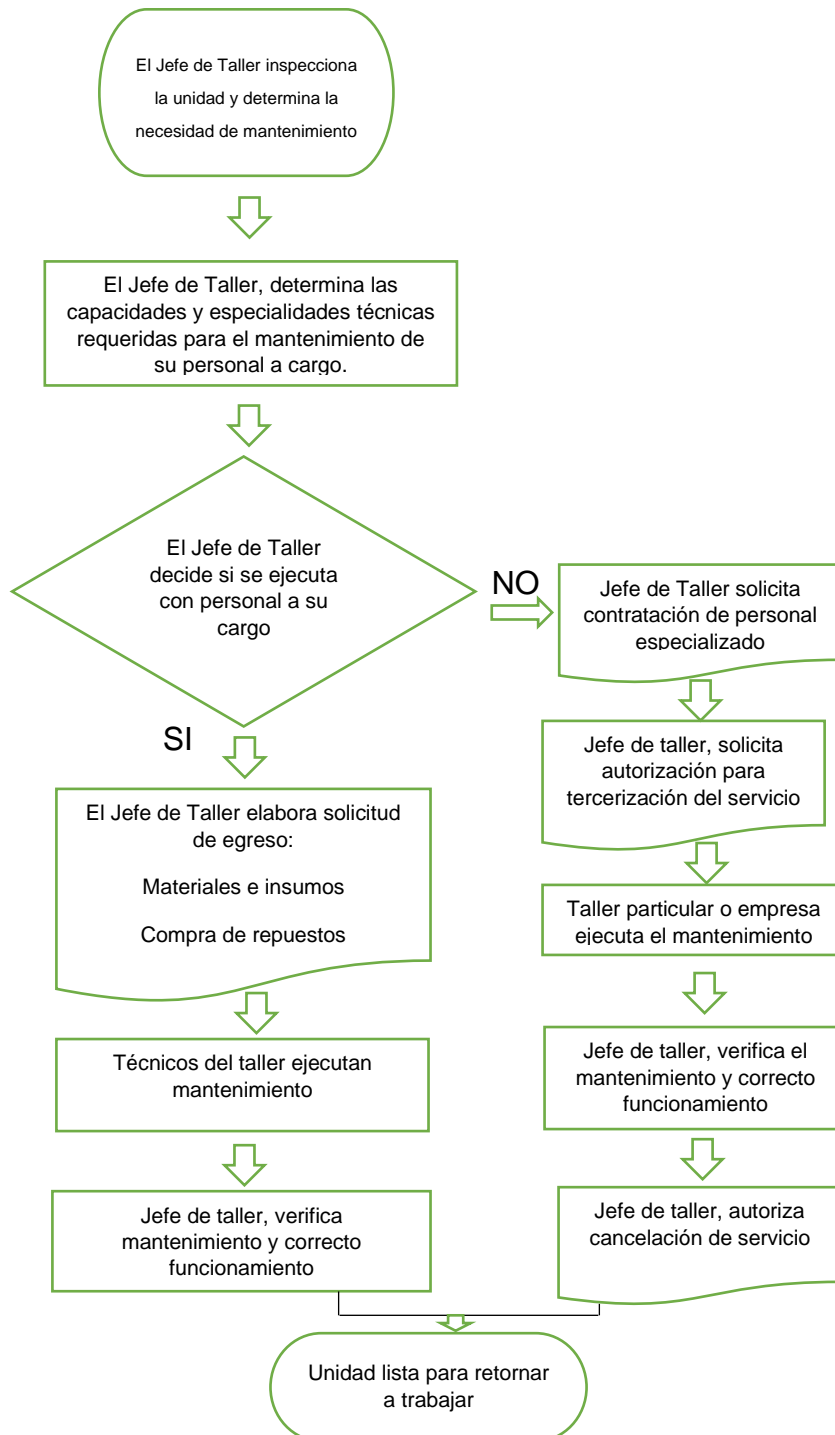 El Jefe de Taller inspecciona
la unidad y determina la
necesidad de mantenimiento
El Jefe de Taller, determina las
capacidades y especialidades técnicas
requeridas para el mantenimiento de
su personal a cargo.
El Jefe de Taller
decide si se ejecuta
con personal a su
cargo
NO
Jefe de Taller solicita
contratación de personal
especializado
Jefe de taller, solicita
autorización para
tercerización del servicio
Taller particular o empresa
ejecuta el mantenimiento
Jefe de taller, verifica el
mantenimiento y correcto
funcionamiento
Jefe de taller, autoriza
cancelación de servicio
SI
El Jefe de Taller elabora solicitud
de egreso:
Materiales e insumos
Compra de repuestos
Técnicos del taller ejecutan
mantenimiento
Jefe de taller, verifica
mantenimiento y correcto
funcionamiento
Unidad lista para retornar
a trabajar